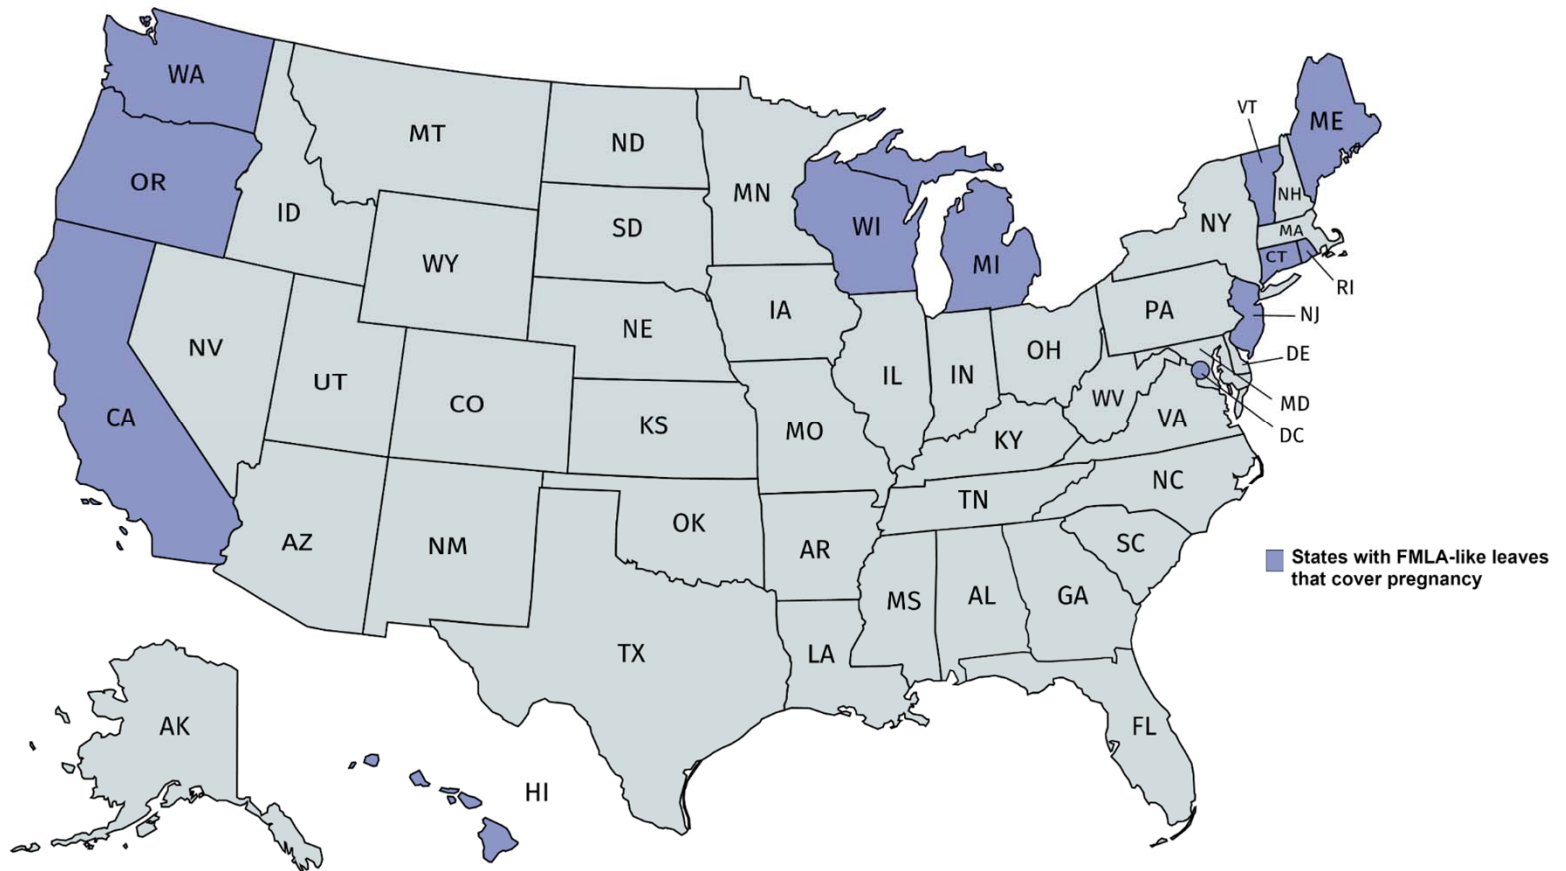 WA
MT
ND
MN
OR
ID
SD
WI
MI
WY
VT
ME
NH
NY
MA
CT
RI
IA
NE
PA
NJ
NV
OH
DE
UT
CO
IL
IN
WV
MD
CA
KS
MO
KY
VA
DC
NC
TN
OK
AZ
NM
AR
SC
MS
AL
GA
States with FMLA-like leaves
that cover pregnancy
TX
LA
AK
FL
HI